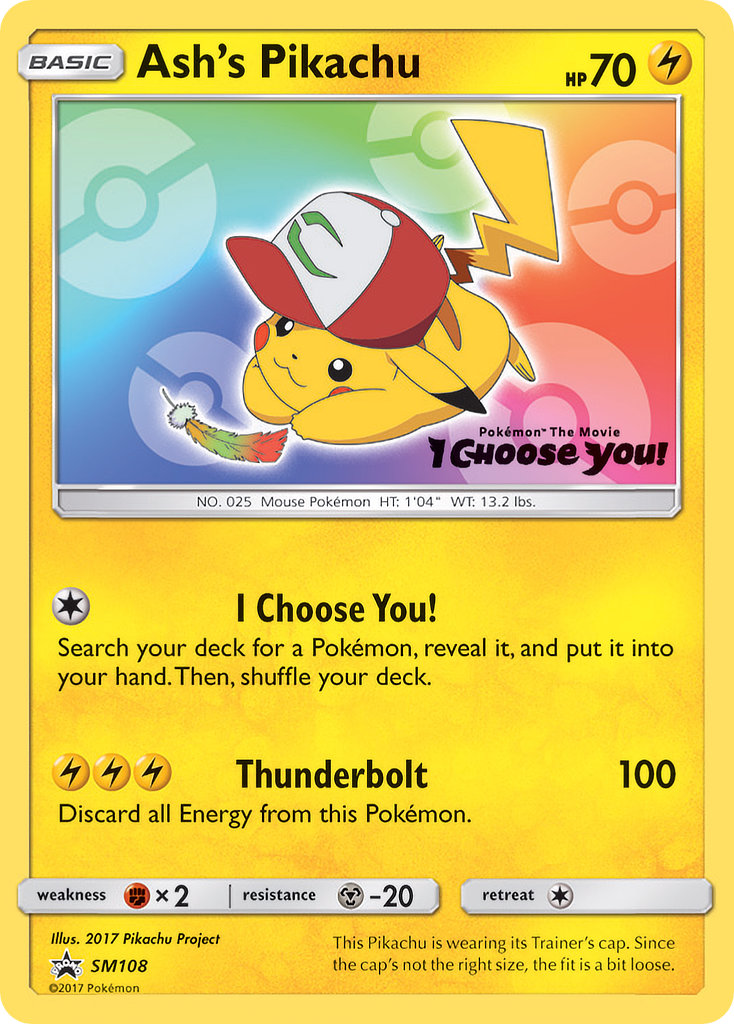 BASIC
Ash's Pikachu
HP 70
Pokémon™ The Movie
I CHOOSE YOU!
NO. 025 Mouse Pokémon HT: 1'04" WT: 13.2 lbs.
I Choose You!
Search your deck for a Pokémon, reveal it, and put it into
your hand. Then, shuffle your deck.
Thunderbolt 100
Discard all Energy from this Pokémon.
weakness ×2 resistance -20 retreat
Illus. 2017 Pikachu Project
PROMO SM108
©2017 Pokémon
This Pikachu is wearing its Trainer's cap. Since
the cap's not the right size, the fit is a bit loose.